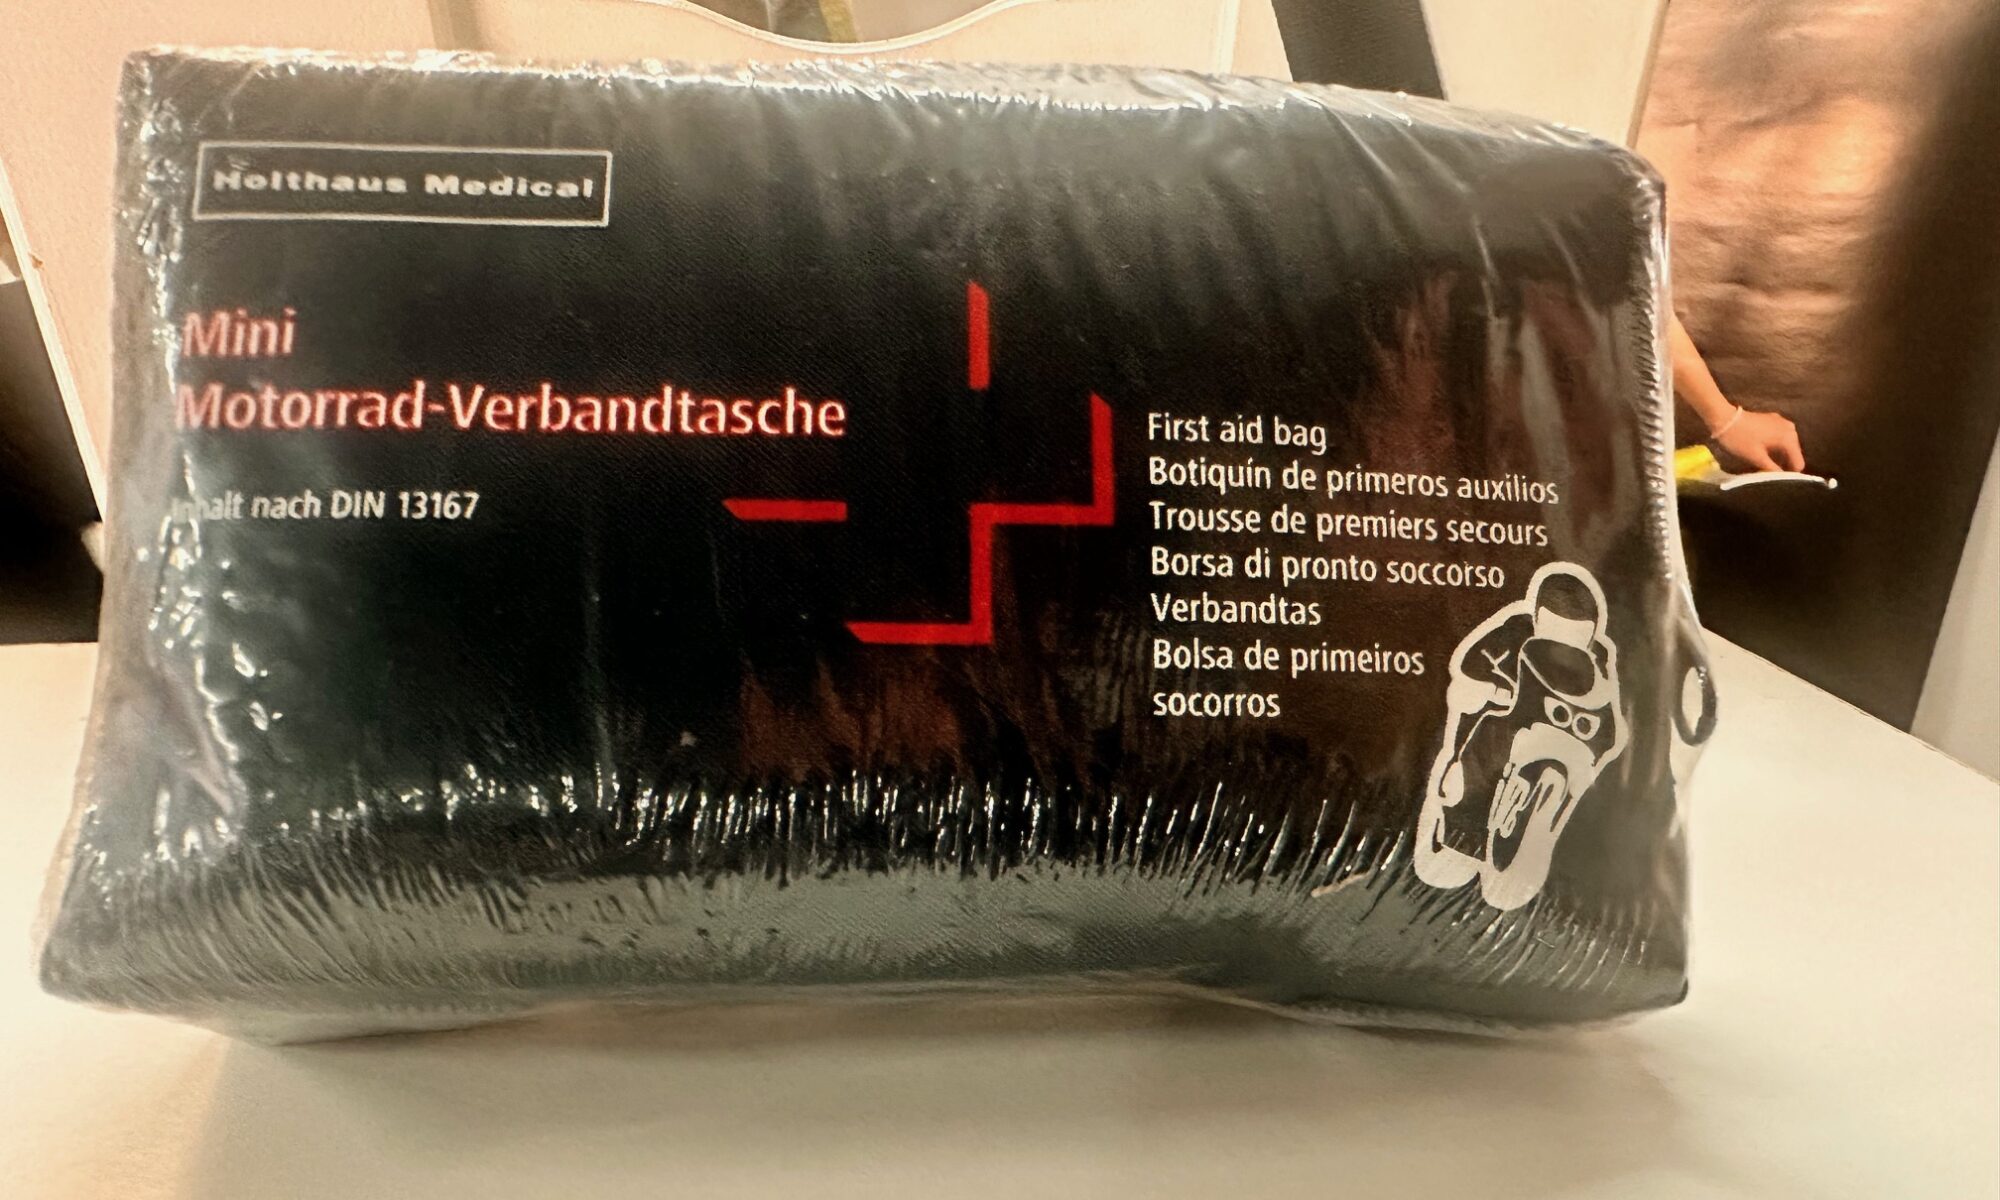 Holthaus Medical
Mini
Motorrad-Verbandtasche
Inhalt nach DIN 13167
First aid bag
Botiquín de primeros auxilios
Trousse de premiers secours
Borsa di pronto soccorso
Verbandtas
Bolsa de primeiros
socorros